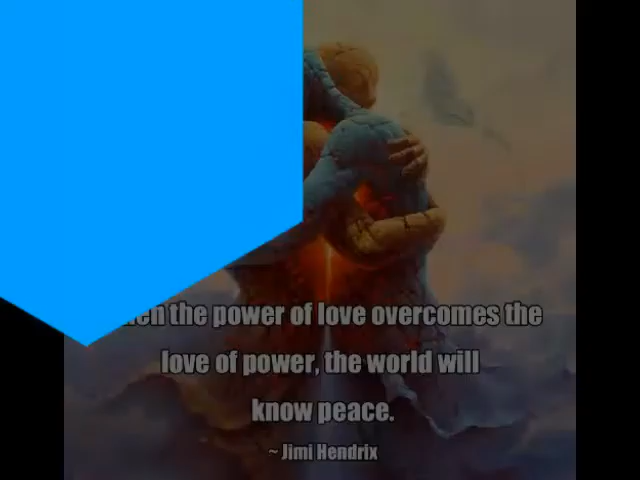 the power of love overcomes the
love of power, the world will
know peace.
~ Jimi Hendrix